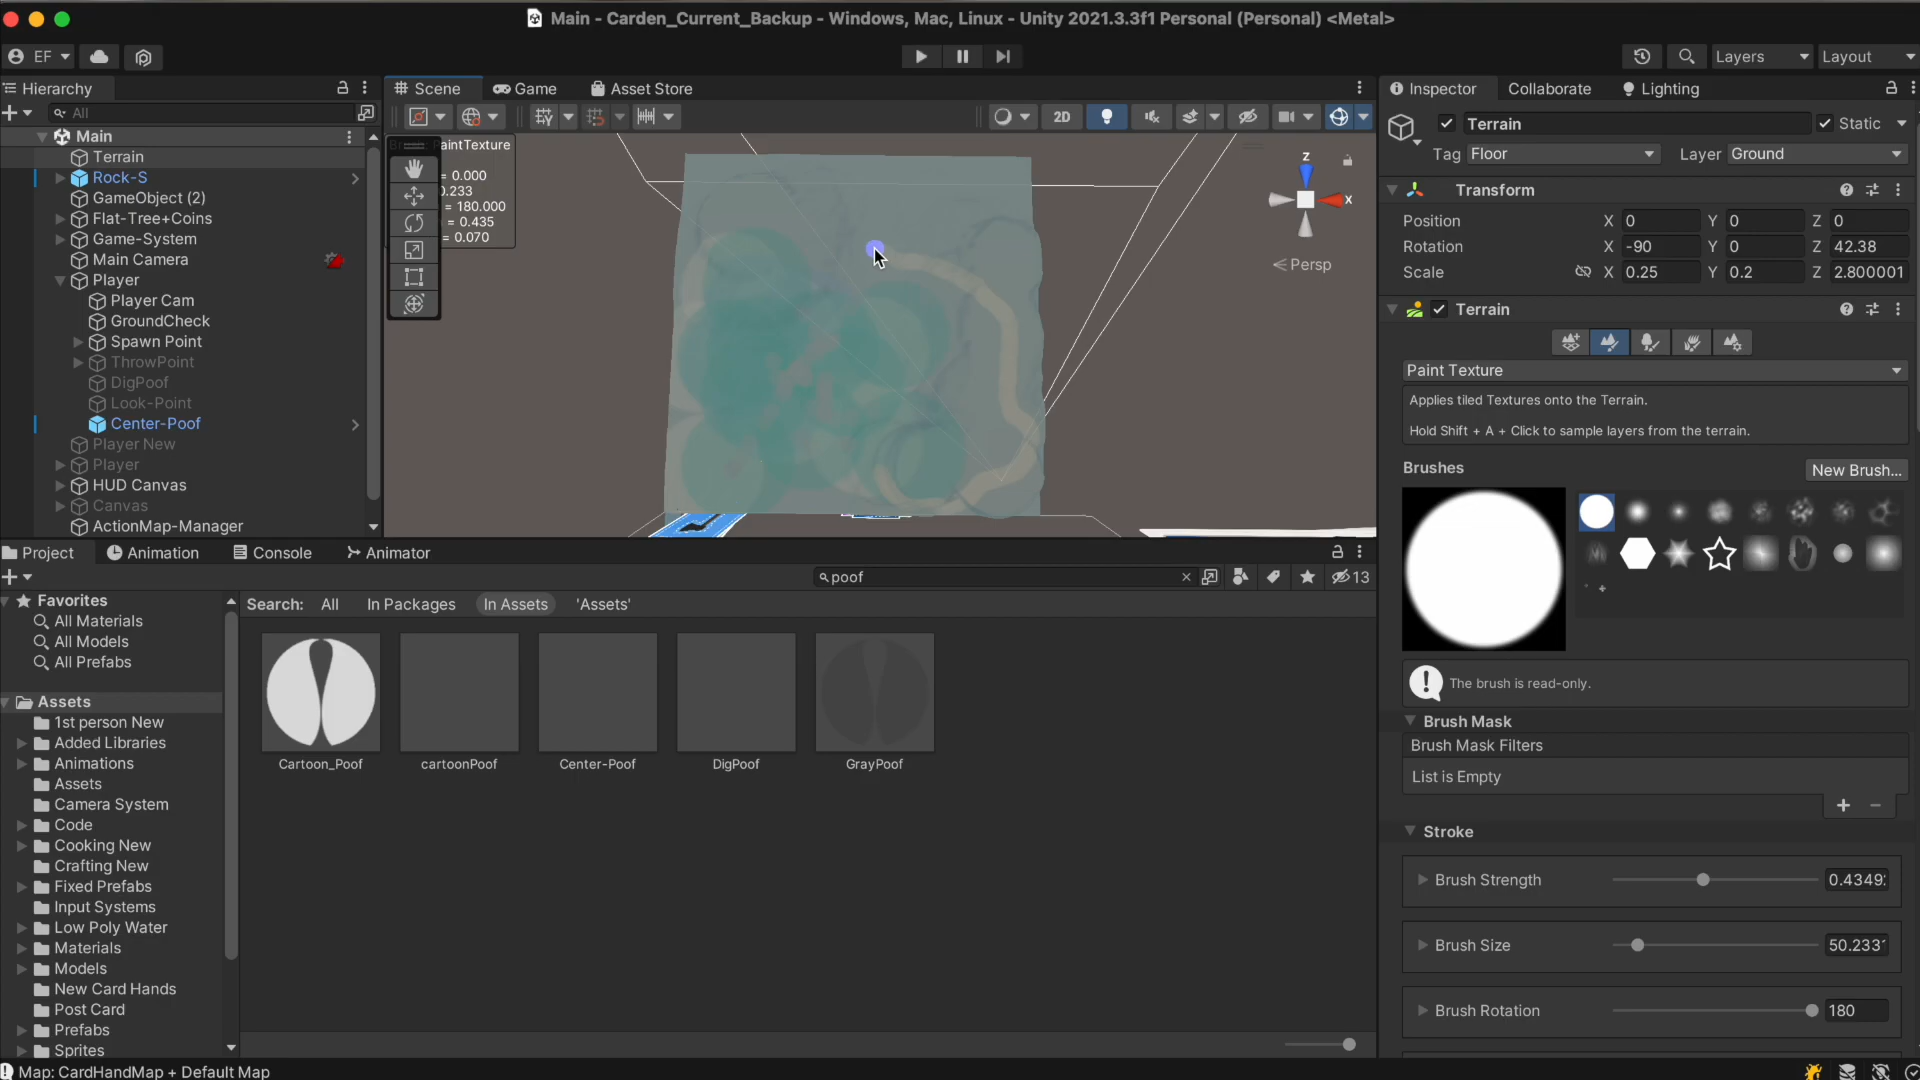 Main - Carden_Current_Backup - Windows, Mac, Linux - Unity 2021.3.3f1 Personal (Personal) <Metal>
EF
Layers
Layout
Hierarchy
All
Main
Terrain
Rock-S
GameObject (2)
Flat-Tree+Coins
Game-System
Main Camera
Player
Player Cam
GroundCheck
Spawn Point
ThrowPoint
DigPoof
Look-Point
Center-Poof
Player New
Player
HUD Canvas
Canvas
ActionMap-Manager
Scene
Game
Asset Store
2D
PaintTexture
= 0.000
0.233
= 180.000
= 0.435
= 0.070
z
x
Persp
Inspector
Collaborate
Lighting
Terrain
Static
Tag Floor
Layer Ground
Transform
Position X 0 Y 0 Z 0
Rotation X -90 Y 0 Z 42.38
Scale X 0.25 Y 0.2 Z 2.800001
Terrain
Paint Texture
Applies tiled Textures onto the Terrain.
Hold Shift + A + Click to sample layers from the terrain.
Brushes
New Brush...
The brush is read-only.
Brush Mask
Brush Mask Filters
List is Empty
Stroke
Brush Strength 0.4349
Brush Size 50.233
Brush Rotation 180
Project
Animation
Console
Animator
poof
13
Favorites
All Materials
All Models
All Prefabs
Assets
1st person New
Added Libraries
Animations
Assets
Camera System
Code
Cooking New
Crafting New
Fixed Prefabs
Input Systems
Low Poly Water
Materials
Models
New Card Hands
Post Card
Prefabs
Sprites
Search: All In Packages In Assets 'Assets'
Cartoon_Poof
cartoonPoof
Center-Poof
DigPoof
GrayPoof
Map: CardHandMap + Default Map